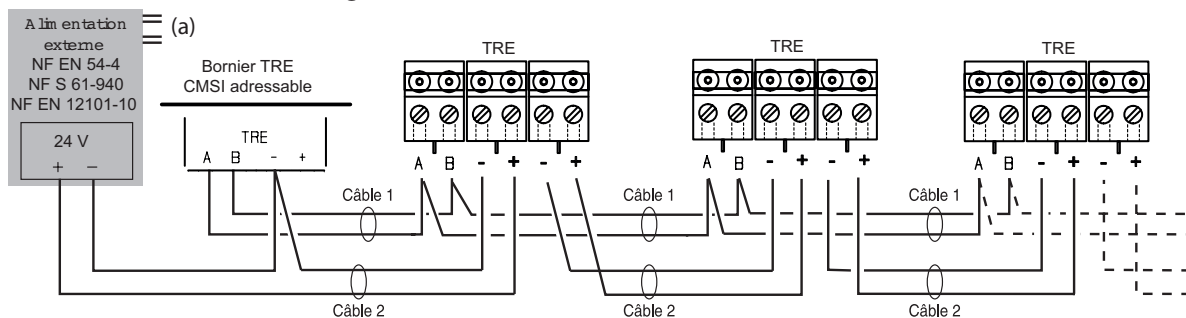 Alimentation
externe
NF EN 54-4
NF S 61-940
NF EN 12101-10
24 V
+ –
(a)
Bornier TRE
CMSI adressable
TRE
A B - +
TRE
A B - + - +
TRE
A B - + - +
TRE
A B - + - +
Câble 1
Câble 1
Câble 1
Câble 2
Câble 2
Câble 2